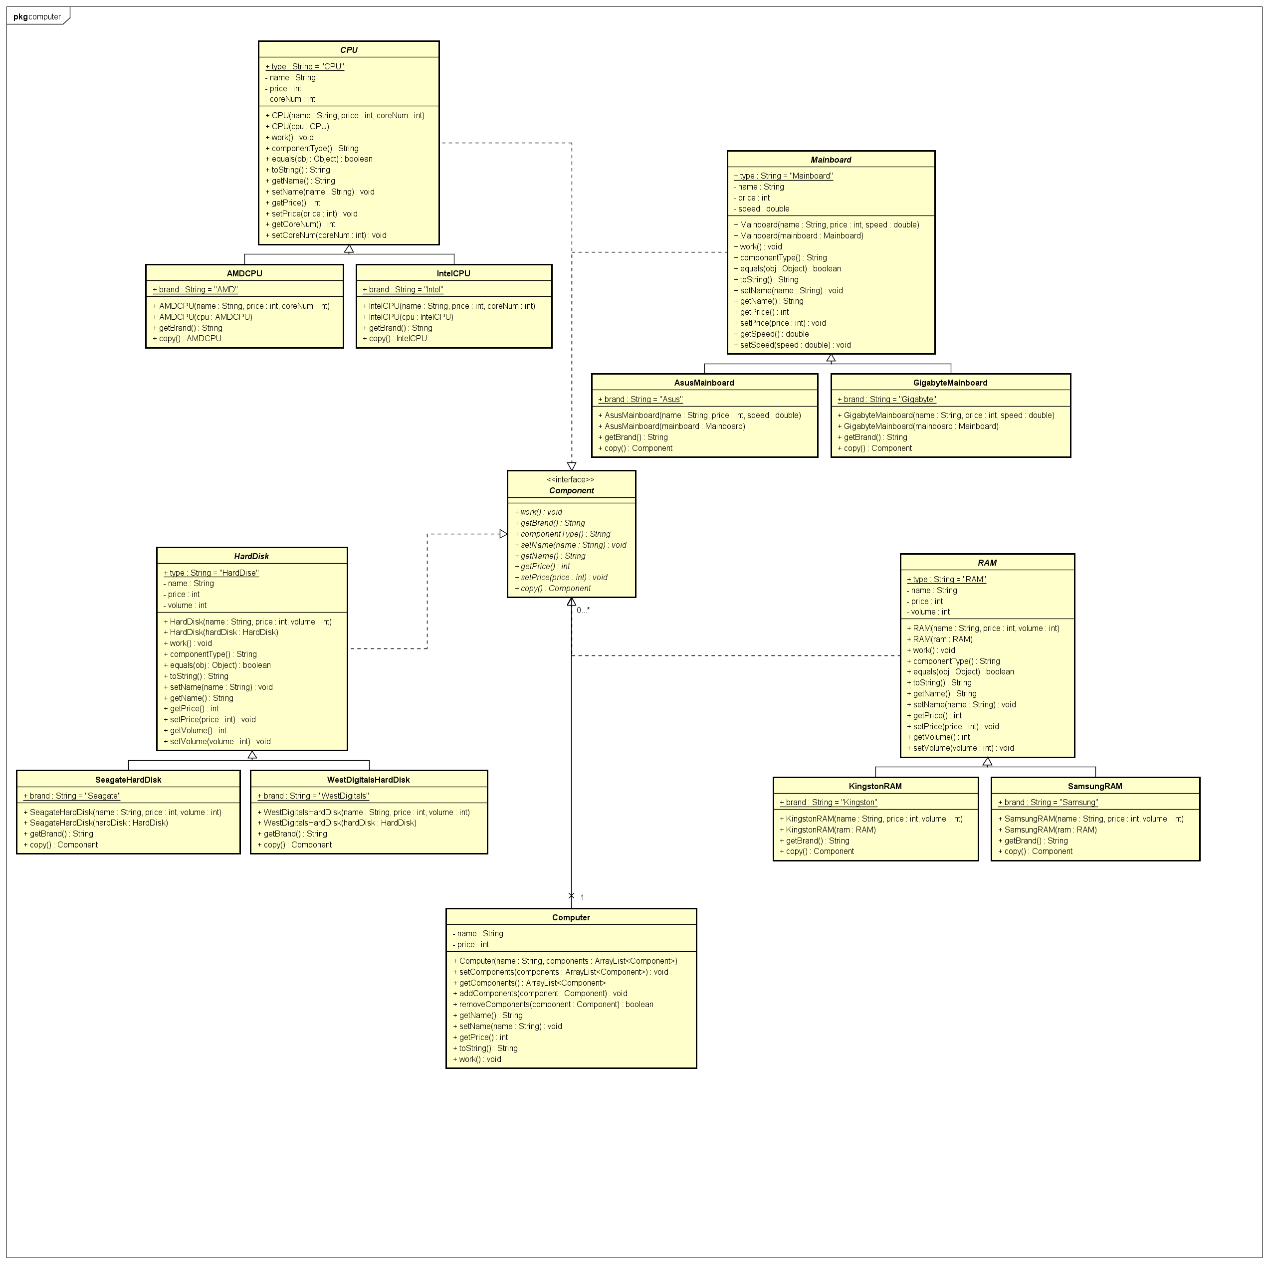 pkg computer
CPU
+ type : String = "CPU"
- name : String
- price : int
- coreNum : int
+ CPU(name : String, price : int, coreNum : int)
+ CPU(cpu : CPU)
+ work() : void
+ componentType() : String
+ equals(obj : Object) : boolean
+ toString() : String
+ getName() : String
+ setName(name : String) : void
+ getPrice() : int
+ setPrice(price : int) : void
+ getCoreNum() : int
+ setCoreNum(coreNum : int) : void
AMDCPU
+ brand : String = "AMD"
+ AMDCPU(name : String, price : int, coreNum : int)
+ AMDCPU(cpu : AMDCPU)
+ getBrand() : String
+ copy() : AMDCPU
IntelCPU
+ brand : String = "Intel"
+ IntelCPU(name : String, price : int, coreNum : int)
+ IntelCPU(cpu : IntelCPU)
+ getBrand() : String
+ copy() : IntelCPU
Mainboard
+ type : String = "Mainboard"
- name : String
- price : int
- speed : double
+ Mainboard(name : String, price : int, speed : double)
+ Mainboard(mainboard : Mainboard)
+ work() : void
+ componentType() : String
+ equals(obj : Object) : boolean
+ toString() : String
+ setName(name : String) : void
+ getName() : String
+ getPrice() : int
+ setPrice(price : int) : void
+ getSpeed() : double
+ setSpeed(speed : double) : void
AsusMainboard
+ brand : String = "Asus"
+ AsusMainboard(name : String, price : int, speed : double)
+ AsusMainboard(mainboard : Mainboard)
+ getBrand() : String
+ copy() : Component
GigabyteMainboard
+ brand : String = "Gigabyte"
+ GigabyteMainboard(name : String, price : int, speed : double)
+ GigabyteMainboard(mainboard : Mainboard)
+ getBrand() : String
+ copy() : Component
<<interface>>
Component
+ work() : void
+ getBrand() : String
+ componentType() : String
+ setName(name : String) : void
+ getName() : String
+ getPrice() : int
+ setPrice(price : int) : void
+ copy() : Component
0...*
HardDisk
+ type : String = "HardDise"
- name : String
- price : int
- volume : int
+ HardDisk(name : String, price : int, volume : int)
+ HardDisk(hardDisk : HardDisk)
+ work() : void
+ componentType() : String
+ equals(obj : Object) : boolean
+ toString() : String
+ setName(name : String) : void
+ getName() : String
+ getPrice() : int
+ setPrice(price : int) : void
+ getVolume() : int
+ setVolume(volume : int) : void
SeagateHardDisk
+ brand : String = "Seagate"
+ SeagateHardDisk(name : String, price : int, volume : int)
+ SeagateHardDisk(hardDisk : HardDisk)
+ getBrand() : String
+ copy() : Component
WestDigitalsHardDisk
+ brand : String = "WestDigitals"
+ WestDigitalsHardDisk(name : String, price : int, volume : int)
+ WestDigitalsHardDisk(hardDisk : HardDisk)
+ getBrand() : String
+ copy() : Component
RAM
+ type : String = "RAM"
- name : String
- price : int
- volume : int
+ RAM(name : String, price : int, volume : int)
+ RAM(ram : RAM)
+ work() : void
+ componentType() : String
+ equals(obj : Object) : boolean
+ toString() : String
+ getName() : String
+ setName(name : String) : void
+ getPrice() : int
+ setPrice(price : int) : void
+ getVolume() : int
+ setVolume(volume : int) : void
KingstonRAM
+ brand : String = "Kingston"
+ KingstonRAM(name : String, price : int, volume : int)
+ KingstonRAM(ram : RAM)
+ getBrand() : String
+ copy() : Component
SamsungRAM
+ brand : String = "Samsung"
+ SamsungRAM(name : String, price : int, volume : int)
+ SamsungRAM(ram : RAM)
+ getBrand() : String
+ copy() : Component
1
Computer
- name : String
- price : int
+ Computer(name : String, components : ArrayList<Component>)
+ setComponents(components : ArrayList<Component>) : void
+ getComponents() : ArrayList<Component>
+ addComponents(component : Component) : void
+ removeComponents(component : Component) : boolean
+ getName() : String
+ setName(name : String) : void
+ getPrice() : int
+ toString() : String
+ work() : void